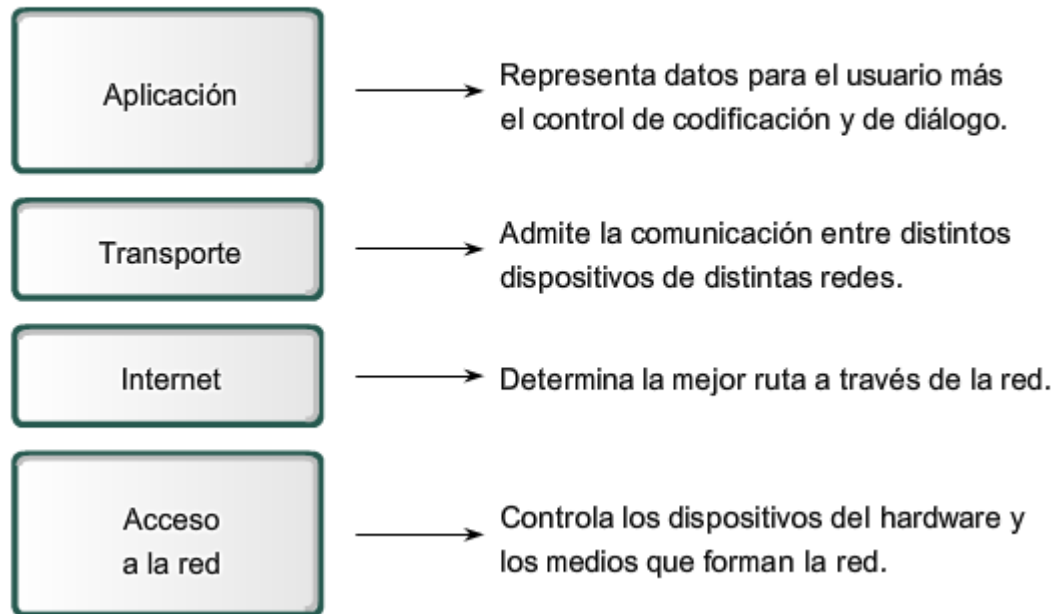 Aplicación
Representa datos para el usuario más
el control de codificación y de diálogo.
Transporte
Admite la comunicación entre distintos
dispositivos de distintas redes.
Internet
Determina la mejor ruta a través de la red.
Acceso
a la red
Controla los dispositivos del hardware y
los medios que forman la red.